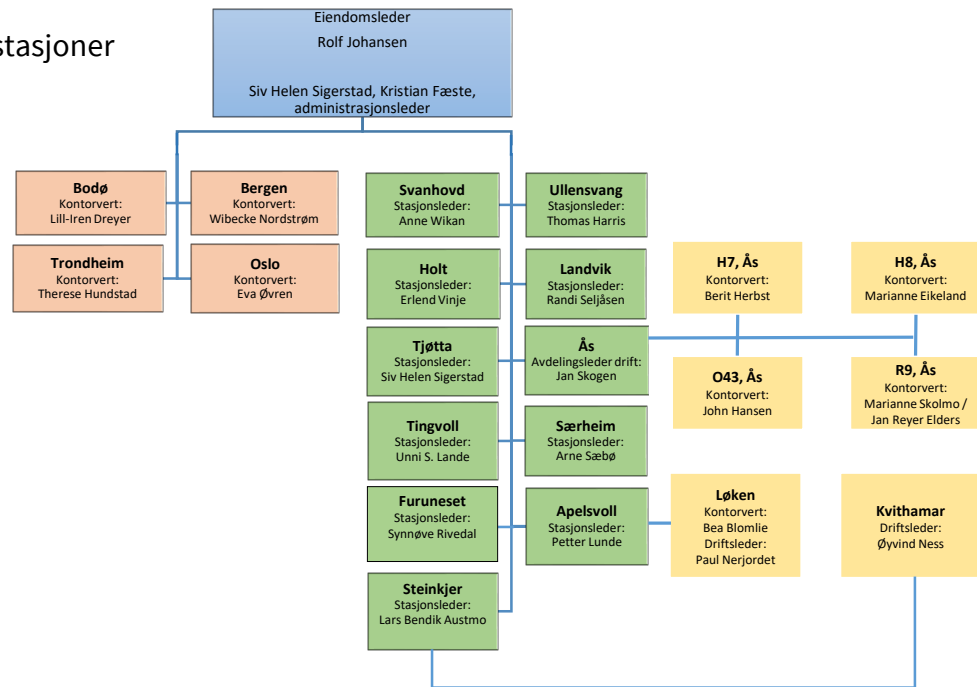 stasjoner
Eiendomsleder
Rolf Johansen
Siv Helen Sigerstad, Kristian Fæste,
administrasjonsleder
Bodø
Kontorvert:
Lill-Iren Dreyer
Bergen
Kontorvert:
Wibecke Nordstrøm
Trondheim
Kontorvert:
Therese Hundstad
Oslo
Kontorvert:
Eva Øvren
Svanhovd
Stasjonsleder:
Anne Wikan
Ullensvang
Stasjonsleder:
Thomas Harris
Holt
Stasjonsleder:
Erlend Vinje
Landvik
Stasjonsleder:
Randi Seljåsen
Tjøtta
Stasjonsleder:
Siv Helen Sigerstad
Ås
Avdelingsleder drift:
Jan Skogen
Tingvoll
Stasjonsleder:
Unni S. Lande
Særheim
Stasjonsleder:
Arne Sæbø
Furuneset
Stasjonsleder:
Synnøve Rivedal
Apelsvoll
Stasjonsleder:
Petter Lunde
Steinkjer
Stasjonsleder:
Lars Bendik Austmo
H7, Ås
Kontorvert:
Berit Herbst
H8, Ås
Kontorvert:
Marianne Eikeland
O43, Ås
Kontorvert:
John Hansen
R9, Ås
Kontorvert:
Marianne Skolmo /
Jan Reyer Elders
Løken
Kontorvert:
Bea Blomlie
Driftsleder:
Paul Nerjordet
Kvithamar
Driftsleder:
Øyvind Ness